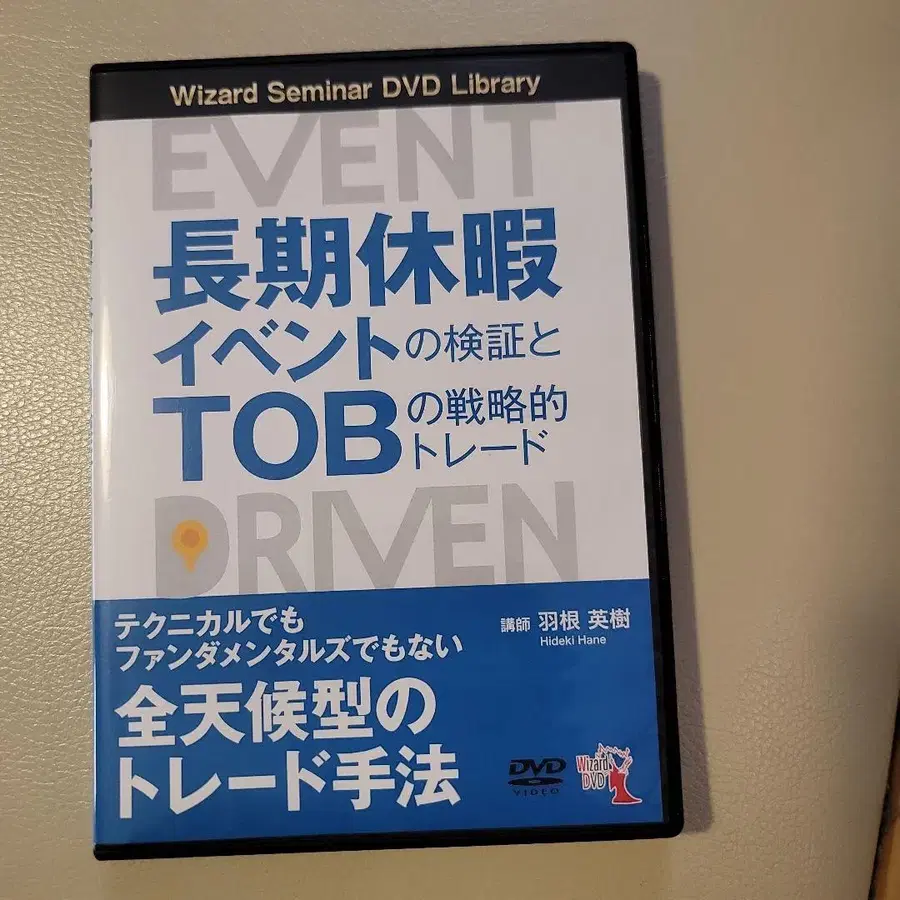 Wizard Seminar DVD Library
EVENT
長期休暇
イベントの検証と
TOBの戦略的
トレード
DRIVEN
テクニカルでも
ファンダメンタルズでもない
全天候型の
トレード手法
講師 羽根 英樹
Hideki Hane
DVD
VIDEO
Wizard
DVD